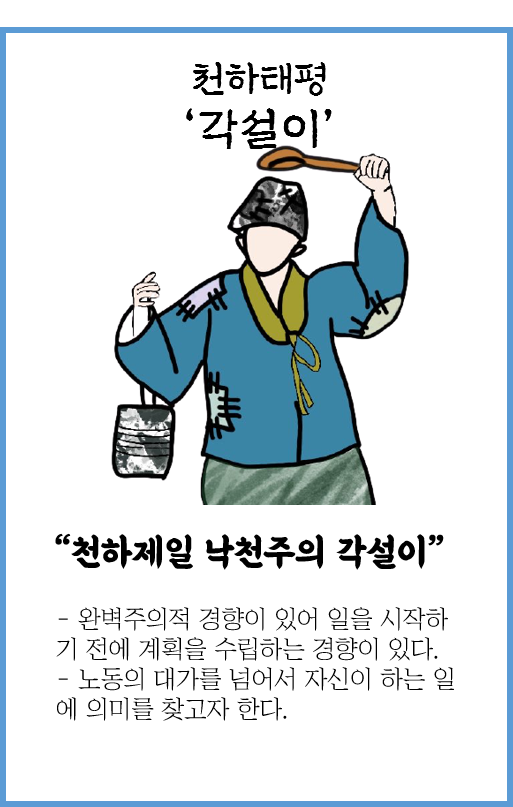 천하태평
‘각설이’
“천하제일 낙천주의 각설이”
- 완벽주의적 경향이 있어 일을 시작하
기 전에 계획을 수립하는 경향이 있다.
- 노동의 대가를 넘어서 자신이 하는 일
에 의미를 찾고자 한다.